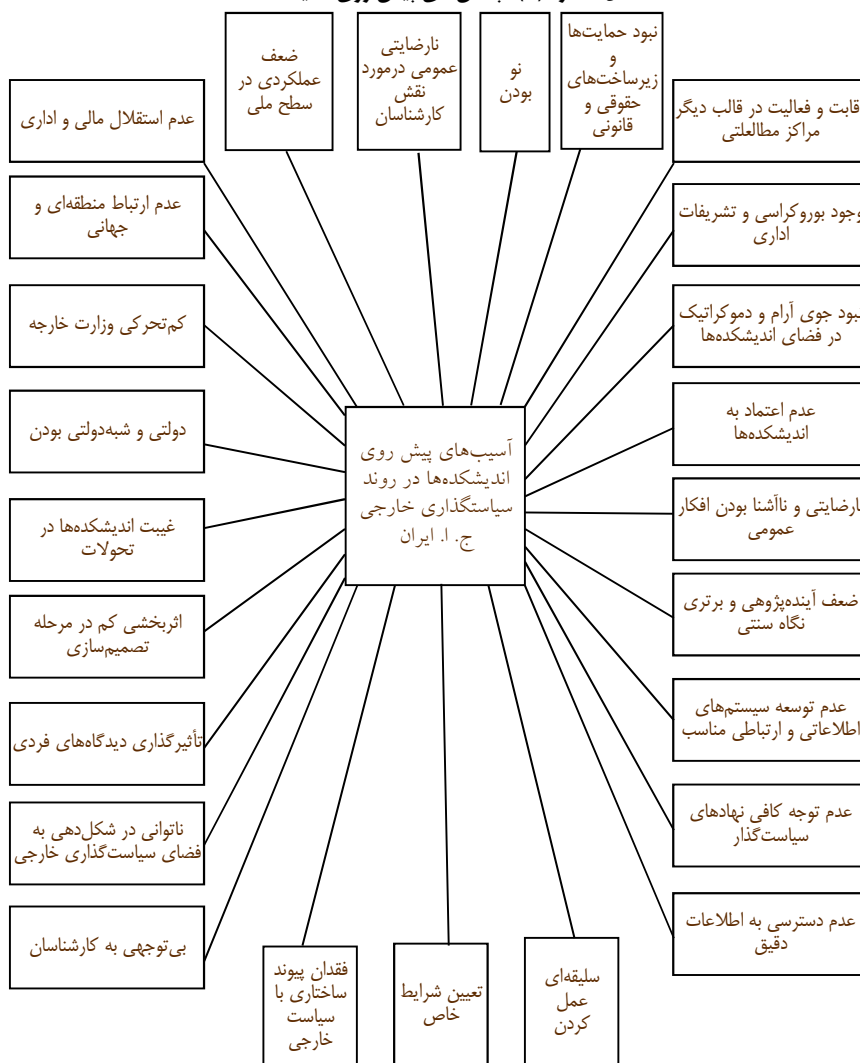 نبود حمایت‌ها
و
زیرساخت‌های
حقوقی و
قانونی
نو
بودن
نارضایتی
عمومی درمورد
نقش
کارشناسان
ضعف
عملکردی در
سطح ملی
قابت و فعالیت در قالب دیگر
مراکز مطالعلتی
وجود بوروکراسی و تشریفات
اداری
نبود جوی آرام و دموکراتیک
در فضای اندیشکده‌ها
عدم اعتماد به
اندیشکده‌ها
نارضایتی و ناآشنا بودن افکار
عمومی
ضعف آینده‌پژوهی و برتری
نگاه سنتی
عدم توسعه سیستم‌های
اطلاعاتی و ارتباطی مناسب
عدم توجه کافی نهادهای
سیاست‌گذار
عدم دسترسی به اطلاعات
دقیق
آسیب‌های پیش روی
اندیشکده‌ها در روند
سیاستگذاری خارجی
ج. ا. ایران
عدم استقلال مالی و اداری
عدم ارتباط منطقه‌ای و
جهانی
کم‌تحرکی وزارت خارجه
دولتی و شبه‌دولتی بودن
غیبت اندیشکده‌ها در
تحولات
اثربخشی کم در مرحله
تصمیم‌سازی
تأثیرگذاری دیدگاه‌های فردی
ناتوانی در شکل‌دهی به
فضای سیاست‌گذاری خارجی
بی‌توجهی به کارشناسان
سلیقه‌ای
عمل
کردن
تعیین شرایط
خاص
فقدان پیوند
ساختاری با
سیاست
خارجی